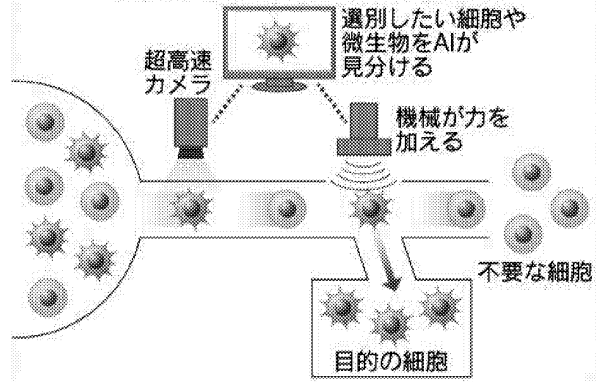 選別したい細胞や
微生物をAIが
見分ける
超高速
カメラ
機械が力を
加える
不要な細胞
目的の細胞